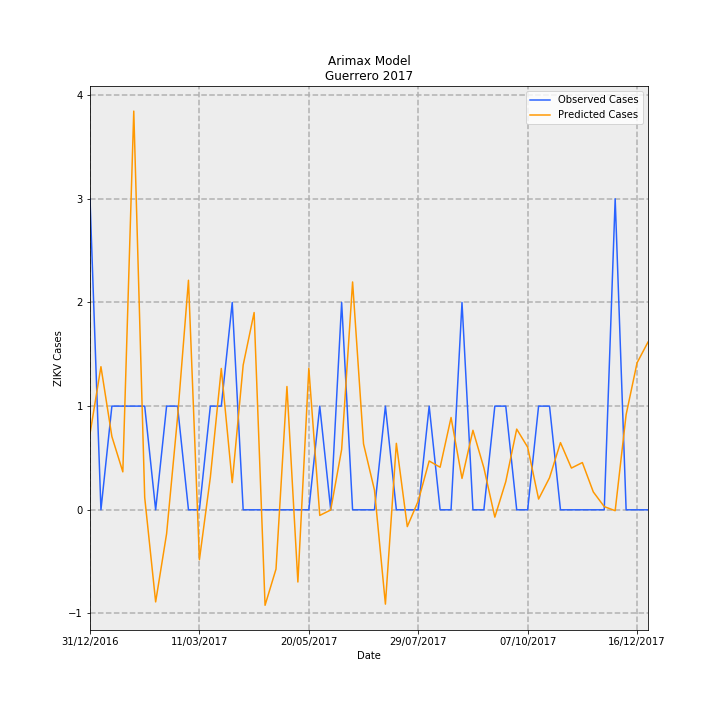 Arimax Model
Guerrero 2017
Observed Cases
Predicted Cases
4
3
2
1
0
−1
ZIKV Cases
31/12/2016 11/03/2017 20/05/2017 29/07/2017 07/10/2017 16/12/2017
Date